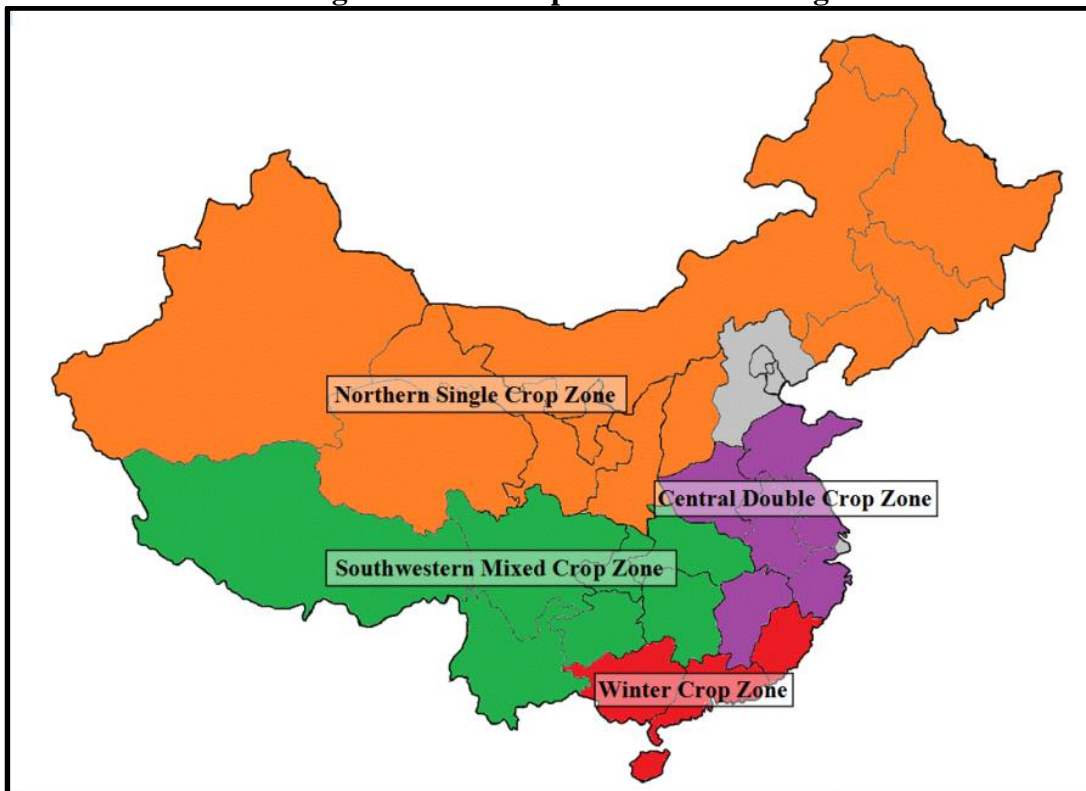 Northern Single Crop Zone
Central Double Crop Zone
Southwestern Mixed Crop Zone
Winter Crop Zone